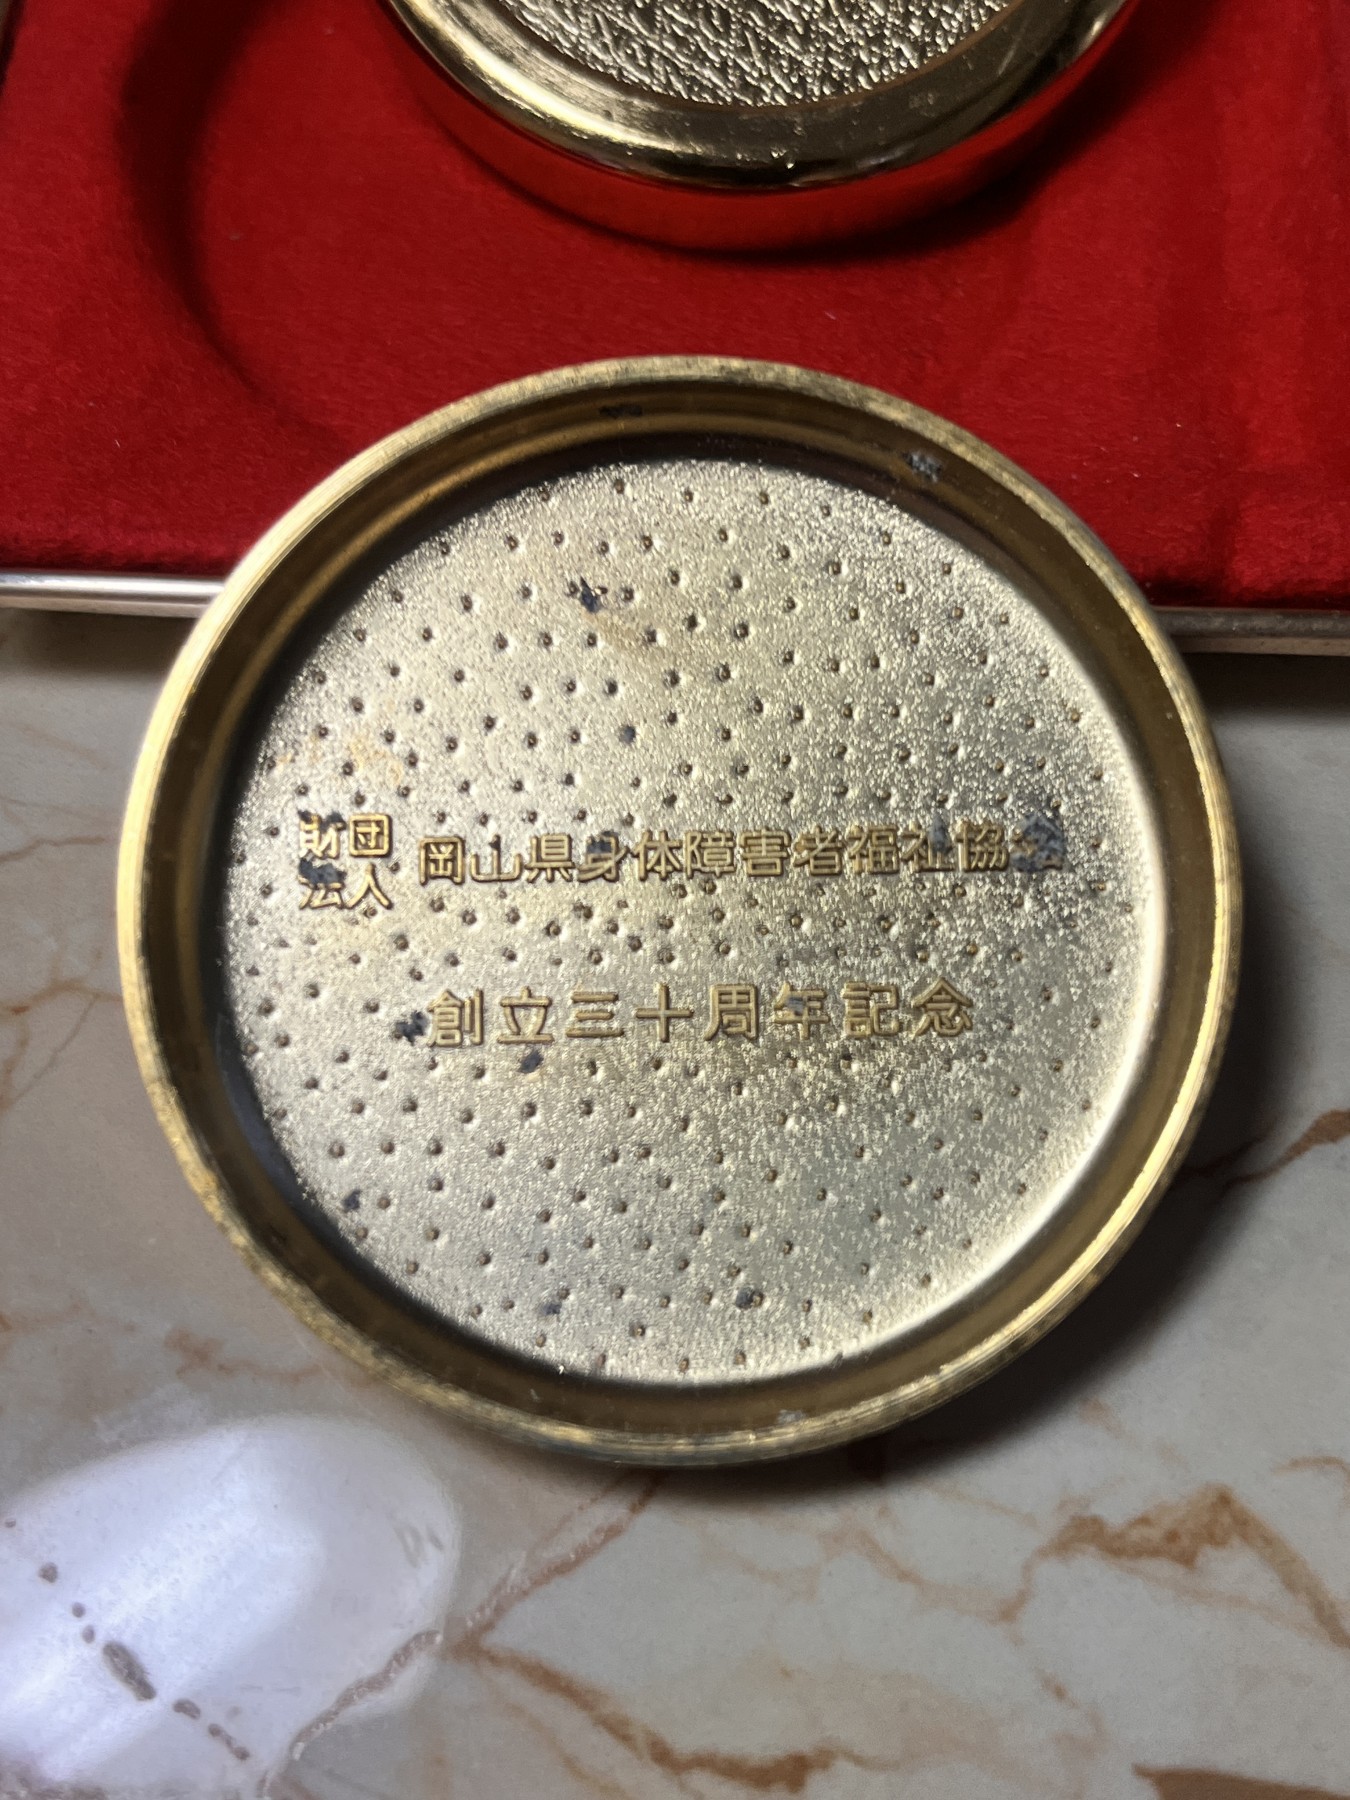 財団法人 岡山県身体障害者福祉協会
創立三十周年記念